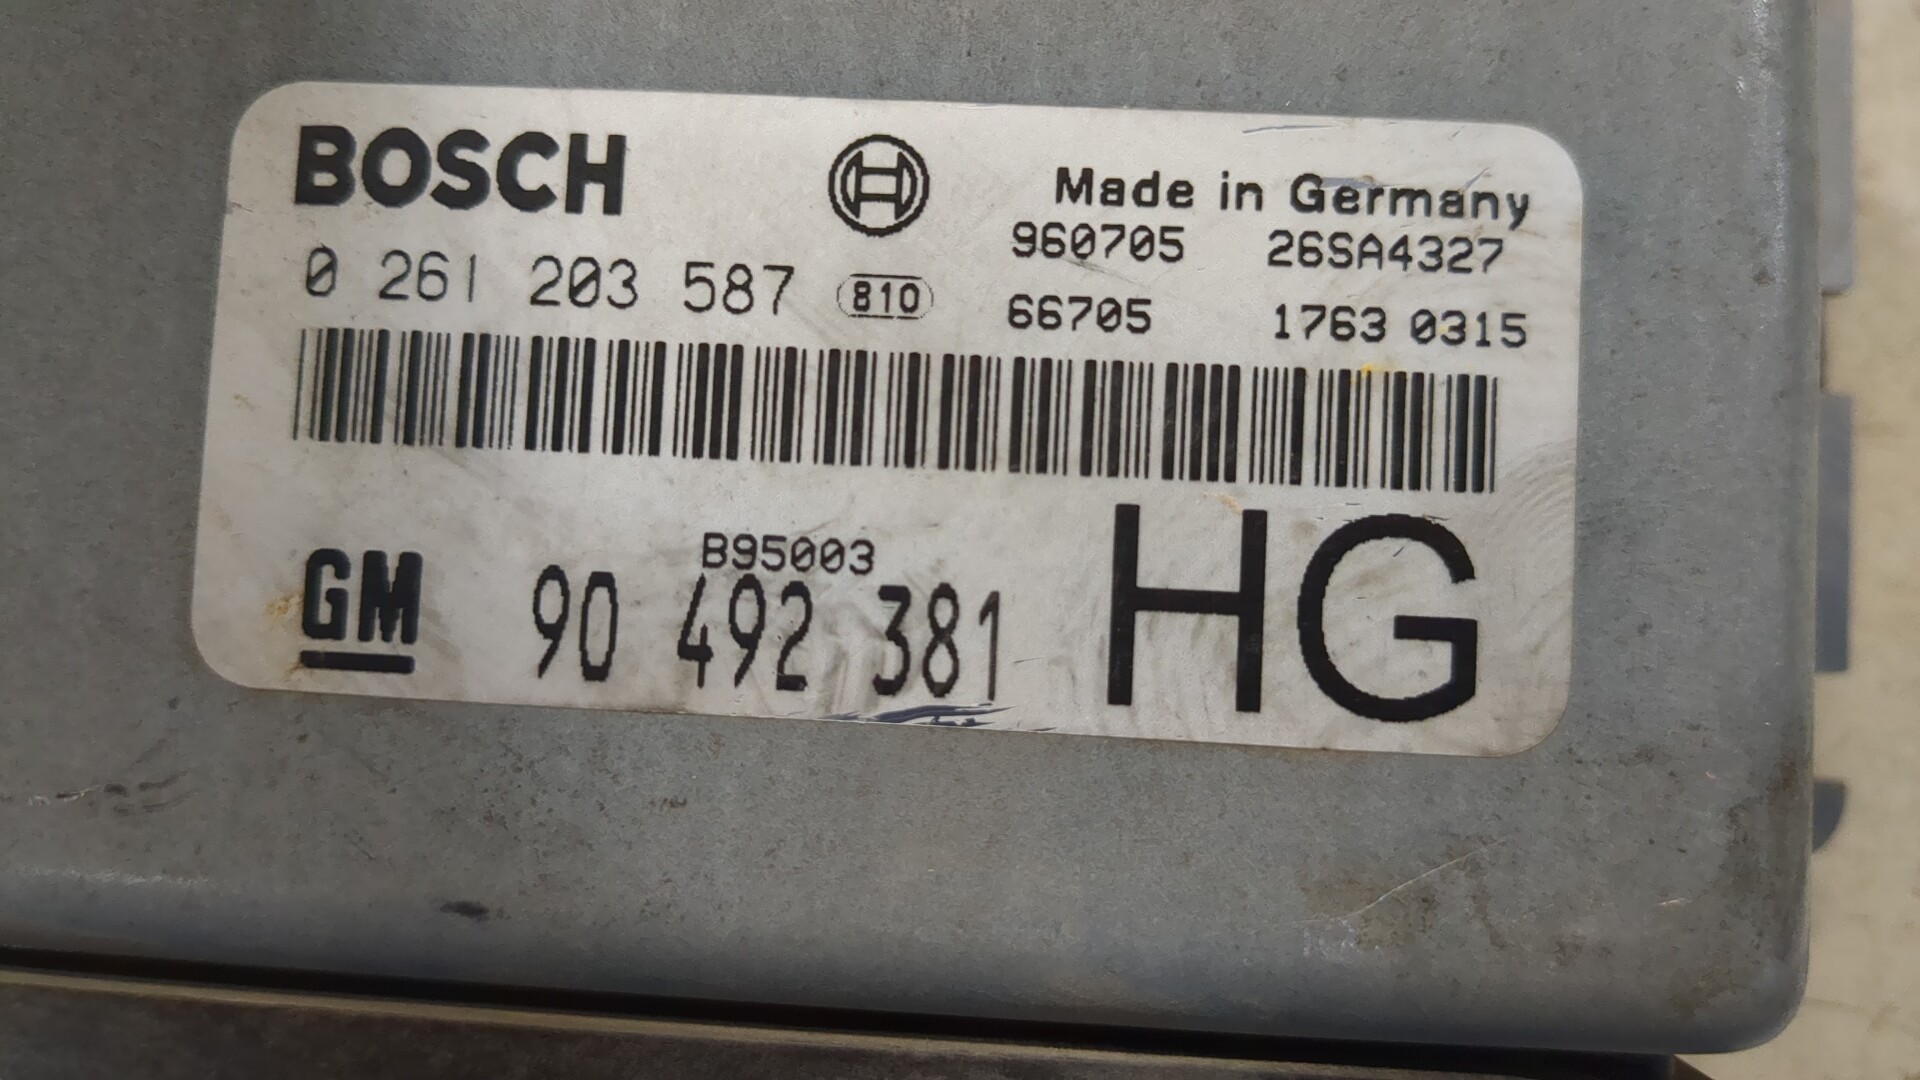 BOSCH
Made in Germany
960705 26SA4327
0 261 203 587 810
66705 1763 0315
B95003
GM 90 492 381 HG